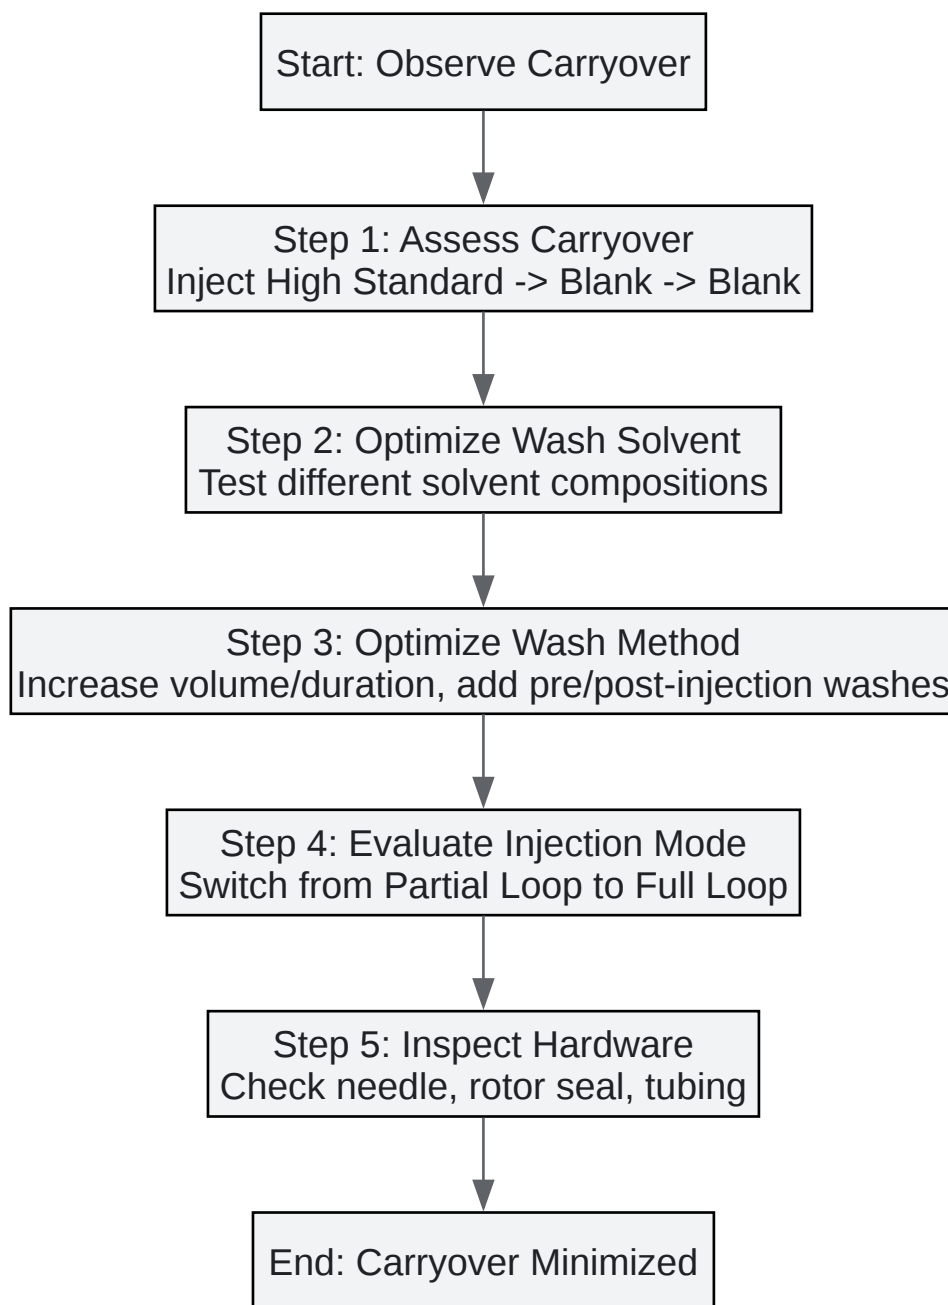 Start: Observe Carryover
Step 1: Assess Carryover
Inject High Standard -> Blank -> Blank
Step 2: Optimize Wash Solvent
Test different solvent compositions
Step 3: Optimize Wash Method
Increase volume/duration, add pre/post-injection washes
Step 4: Evaluate Injection Mode
Switch from Partial Loop to Full Loop
Step 5: Inspect Hardware
Check needle, rotor seal, tubing
End: Carryover Minimized